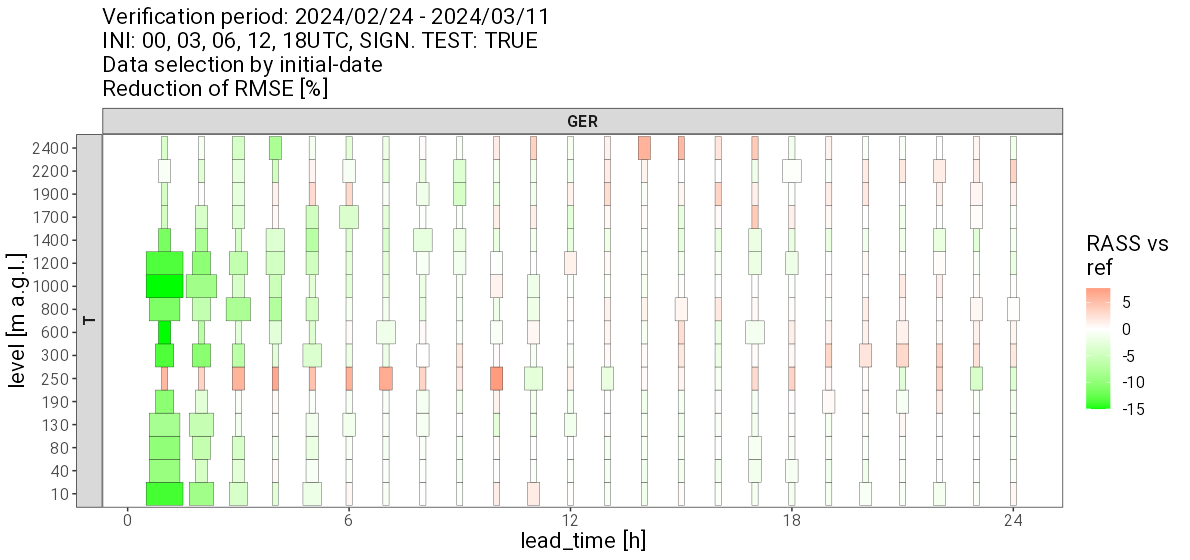 Verification period: 2024/02/24 - 2024/03/11
INI: 00, 03, 06, 12, 18UTC, SIGN. TEST: TRUE
Data selection by initial-date
Reduction of RMSE [%]
GER
T
level [m a.g.l.]
2400
2200
1900
1700
1400
1200
1000
800
600
300
250
190
130
80
40
10
0
6
12
18
24
lead_time [h]
RASS vs
ref
5
0
-5
-10
-15